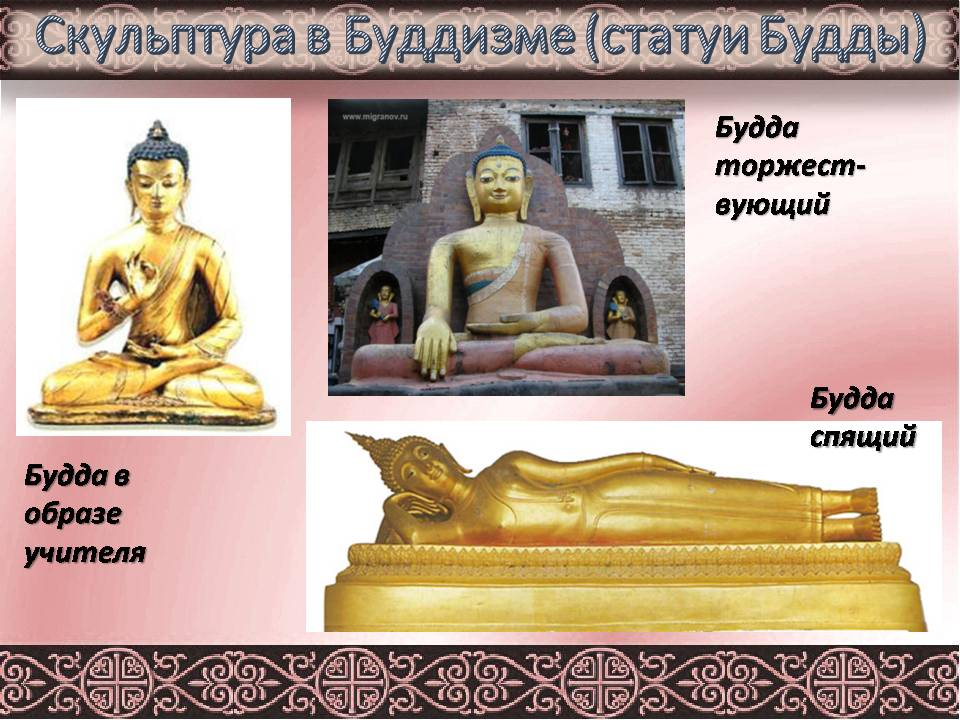 Скульптура в Буддизме (статуи Будды)
www.migranov.ru
Будда
торжест-
вующий
Будда
спящий
Будда в
образе
учителя